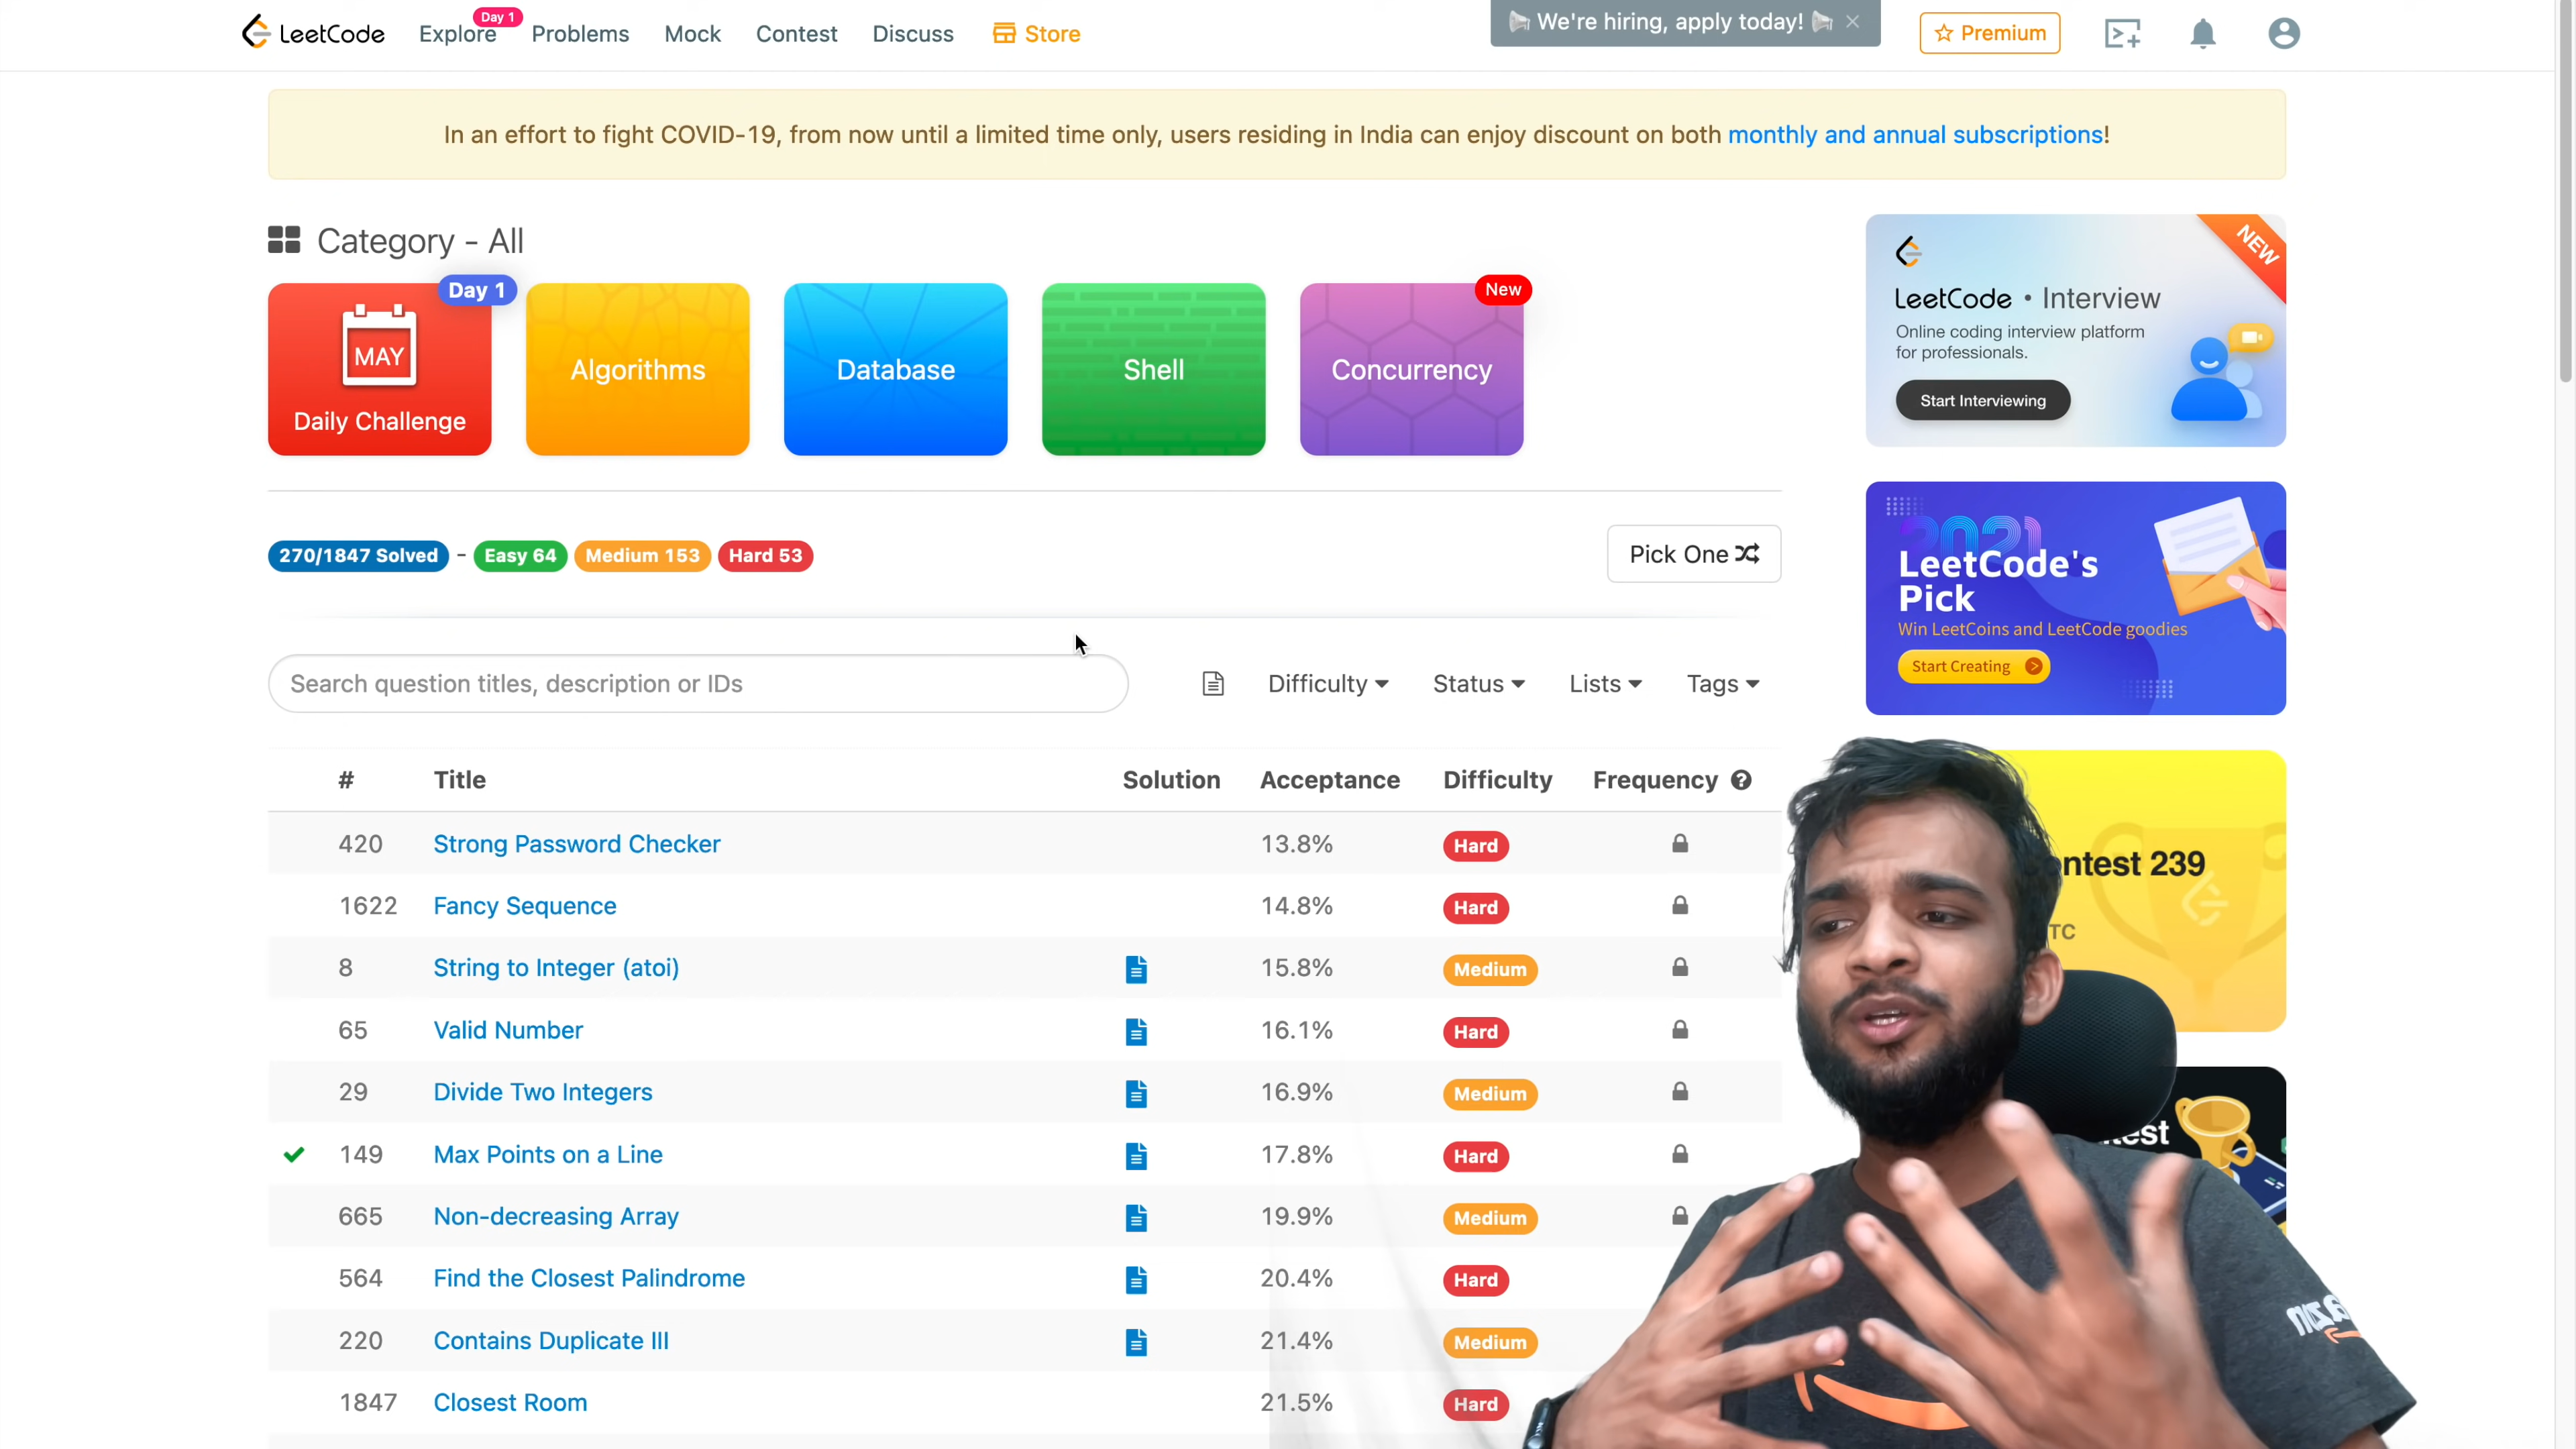 LeetCode
Explore
Day 1
Problems
Mock
Contest
Discuss
Store
We're hiring, apply today!
Premium
In an effort to fight COVID-19, from now until a limited time only, users residing in India can enjoy discount on both monthly and annual subscriptions!
Category - All
Day 1
MAY
Daily Challenge
Algorithms
Database
Shell
New
Concurrency
NEW
LeetCode • Interview
Online coding interview platform
for professionals.
Start Interviewing
270/1847 Solved - Easy 64 Medium 153 Hard 53
Pick One
2021
LeetCode's
Pick
Win LeetCoins and LeetCode goodies
Start Creating
Search question titles, description or IDs
Difficulty
Status
Lists
Tags
# Title Solution Acceptance Difficulty Frequency
420 Strong Password Checker 13.8% Hard
1622 Fancy Sequence 14.8% Hard
8 String to Integer (atoi) 15.8% Medium
65 Valid Number 16.1% Hard
29 Divide Two Integers 16.9% Medium
149 Max Points on a Line 17.8% Hard
665 Non-decreasing Array 19.9% Medium
564 Find the Closest Palindrome 20.4% Hard
220 Contains Duplicate III 21.4% Medium
1847 Closest Room 21.5% Hard
ntest 239
TC